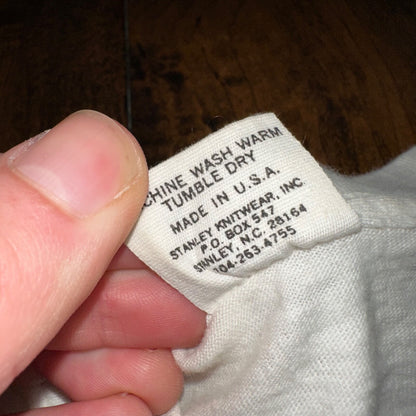 CHINE WASH WARM
TUMBLE DRY
MADE IN U.S.A.
STANLEY KNITWEAR, INC.
P.O. BOX 547
STANLEY, N.C. 28164
704-263-4755